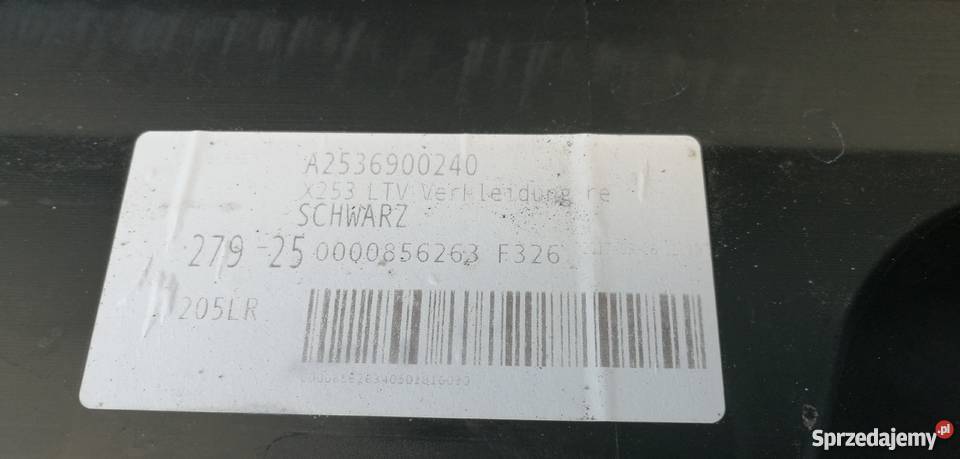 A2536900240
X253 LTV Verkleidung re
SCHWARZ
279 -25 0000856263 F326
205LR
Sprzedajemy.pl